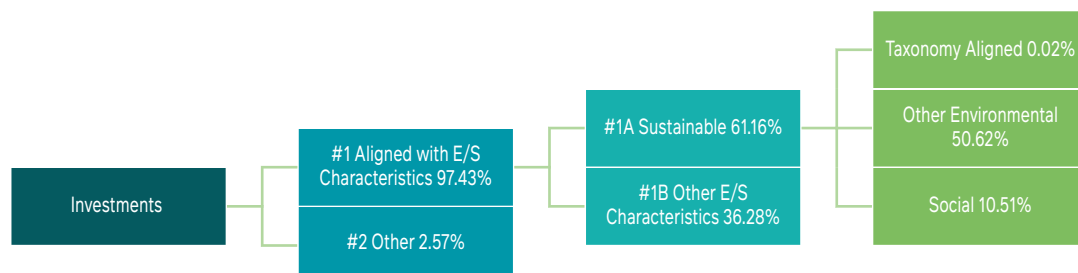 Investments
#1 Aligned with E/S
Characteristics 97.43%
#2 Other 2.57%
#1A Sustainable 61.16%
#1B Other E/S
Characteristics 36.28%
Taxonomy Aligned 0.02%
Other Environmental
50.62%
Social 10.51%